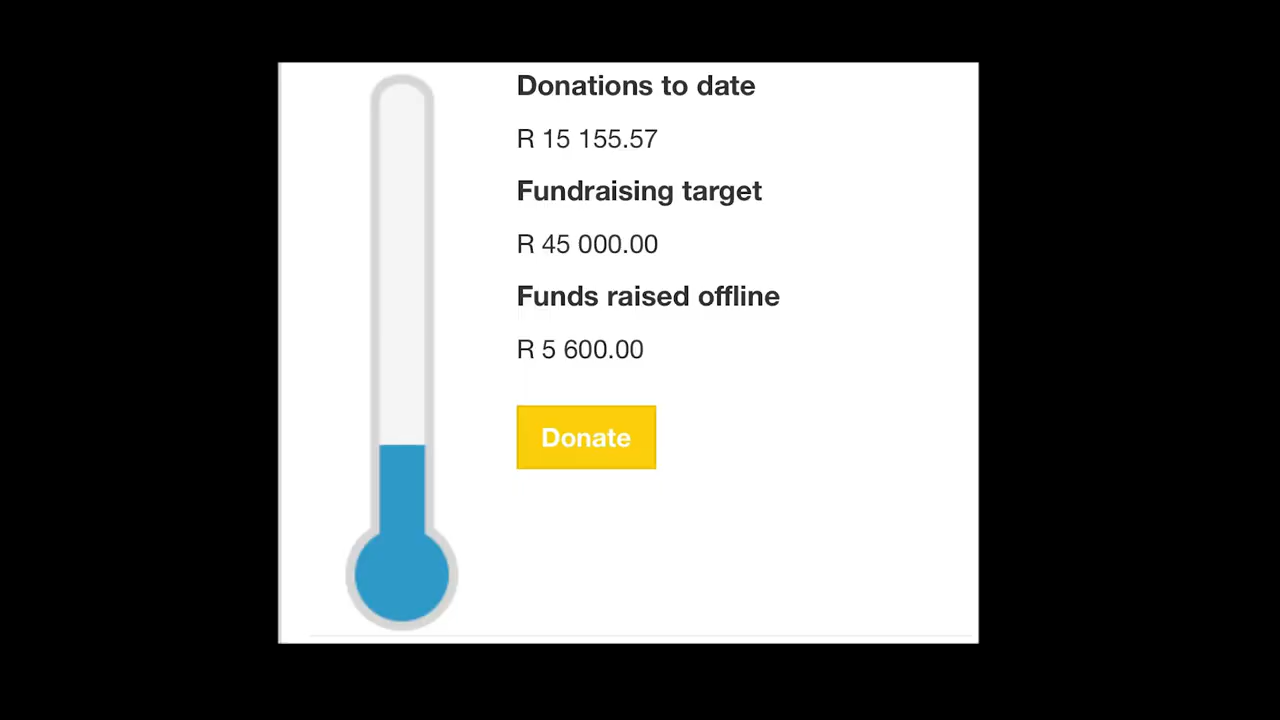 Donations to date
R 15 155.57
Fundraising target
R 45 000.00
Funds raised offline
R 5 600.00
Donate